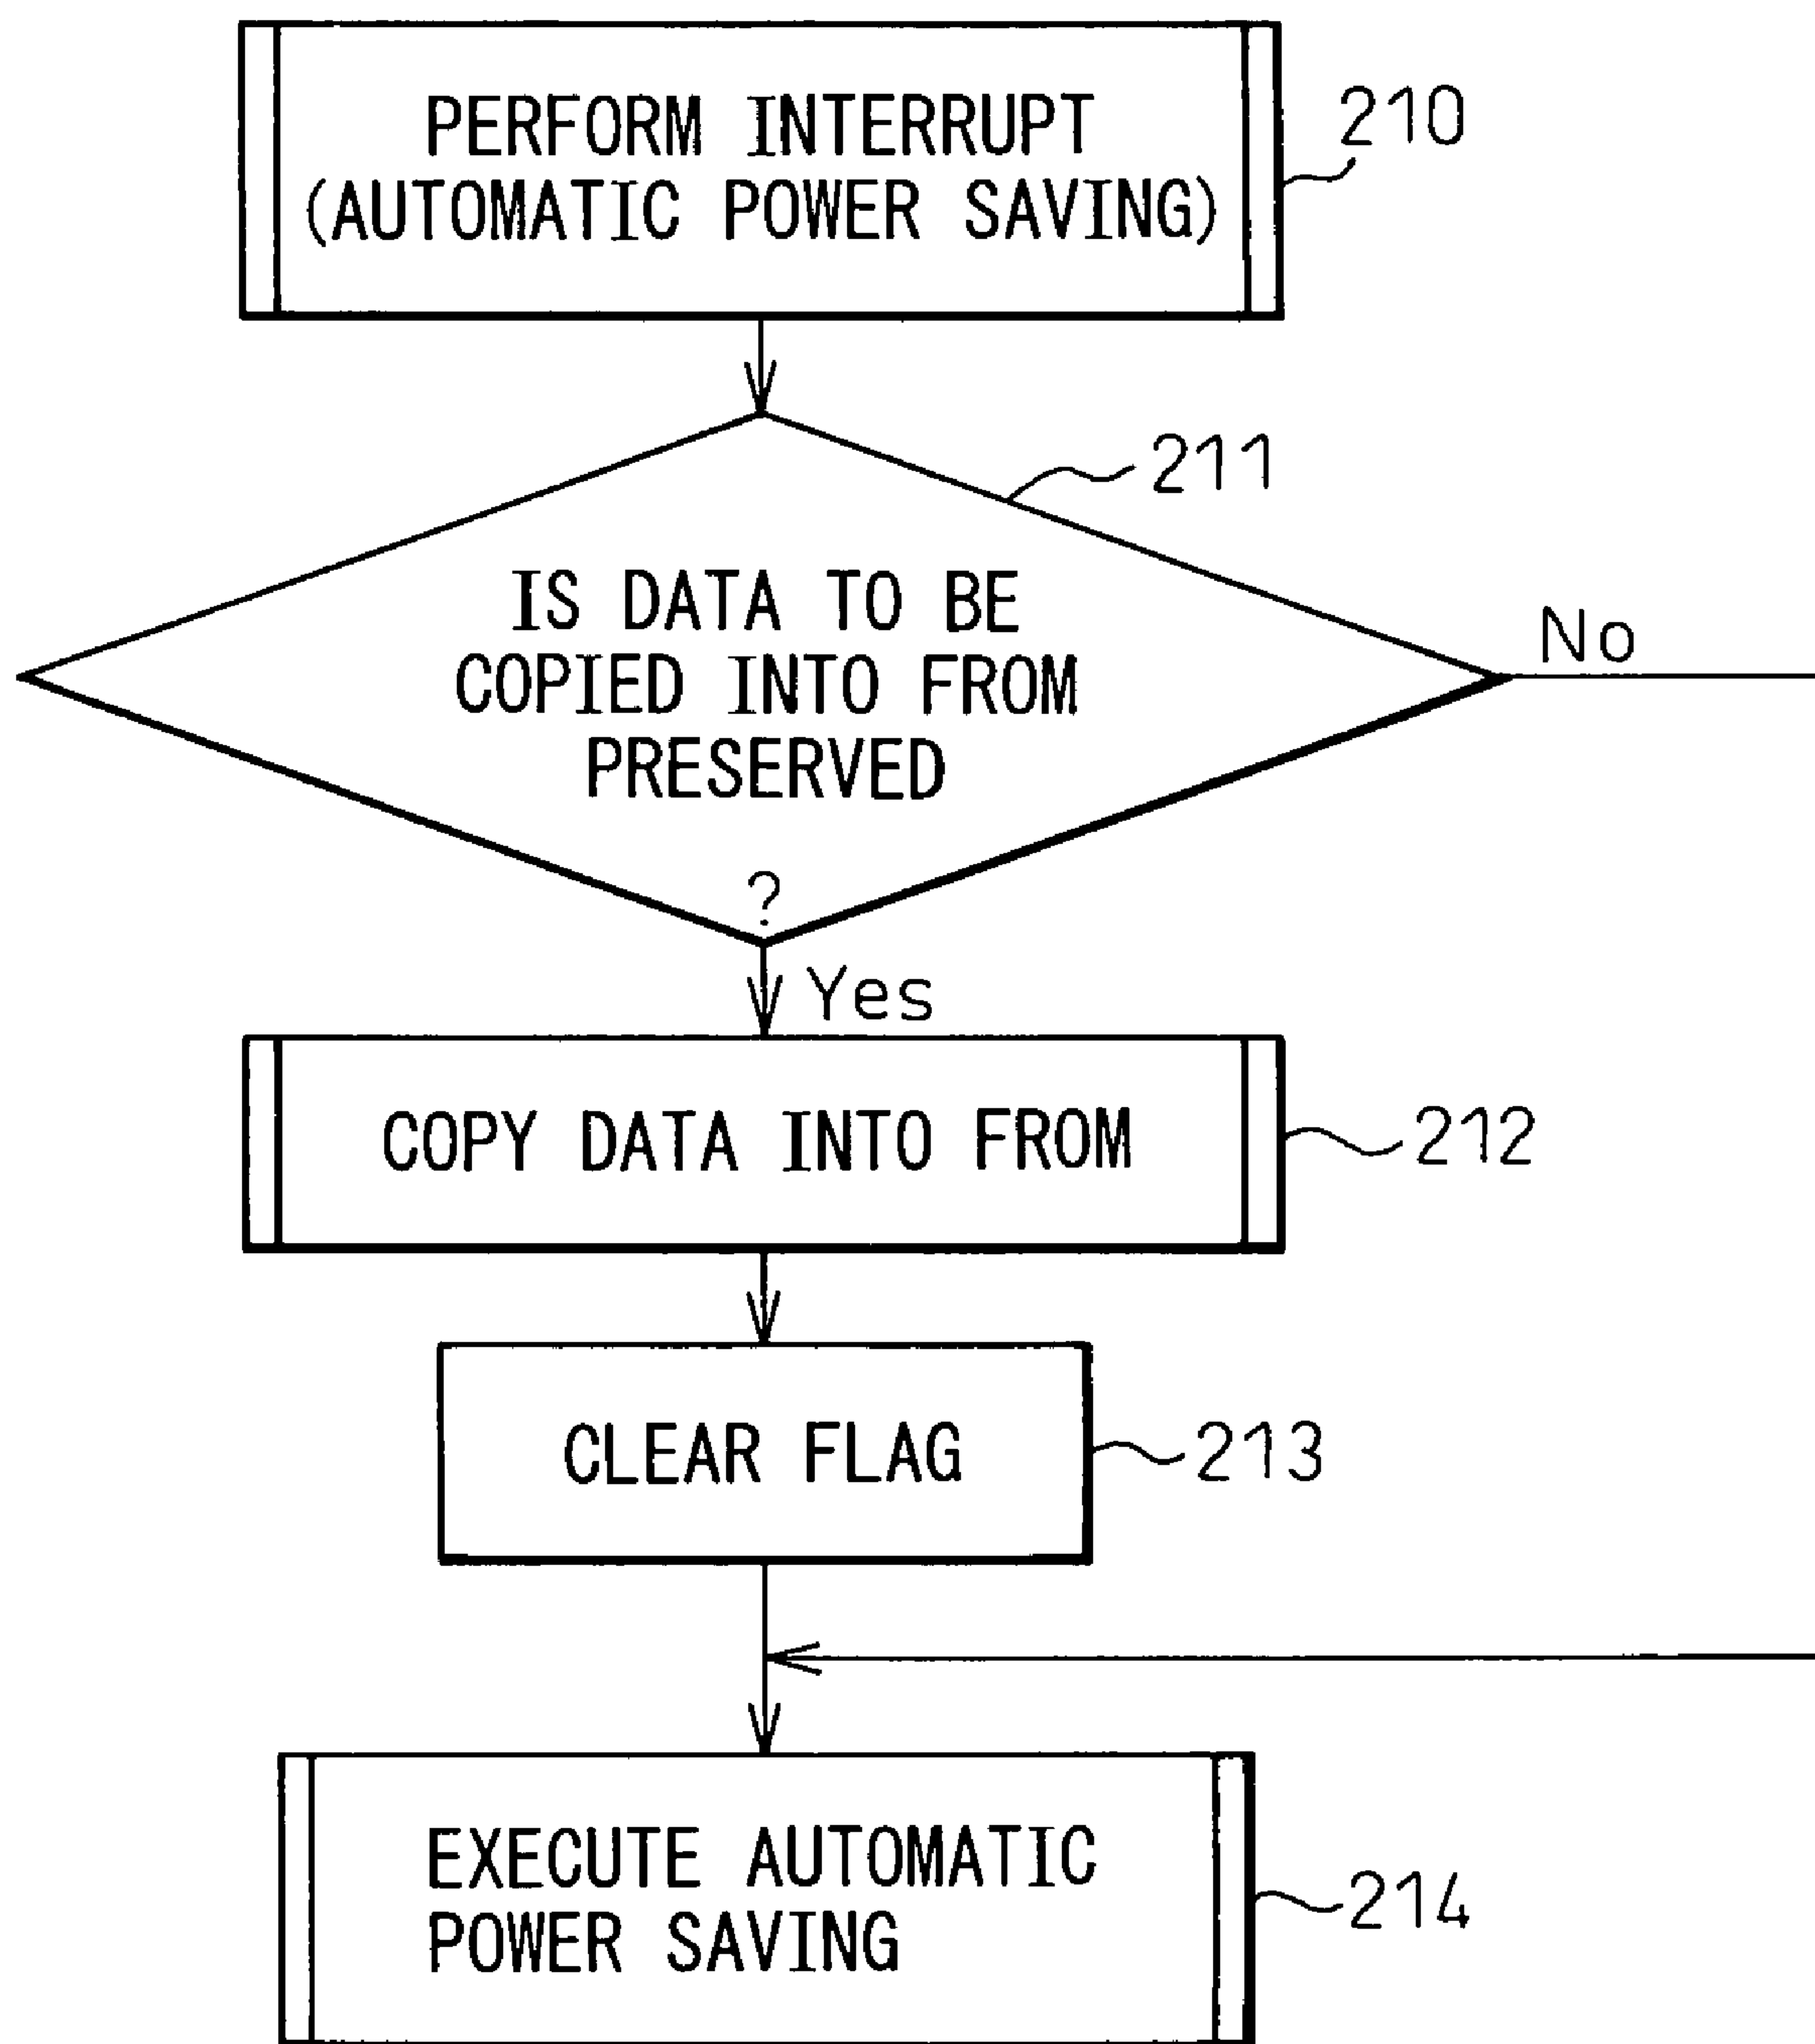 PERFORM INTERRUPT
(AUTOMATIC POWER SAVING)
210
211
IS DATA TO BE
COPIED INTO FROM
PRESERVED
?
No
Yes
COPY DATA INTO FROM
212
CLEAR FLAG
213
EXECUTE AUTOMATIC
POWER SAVING
214